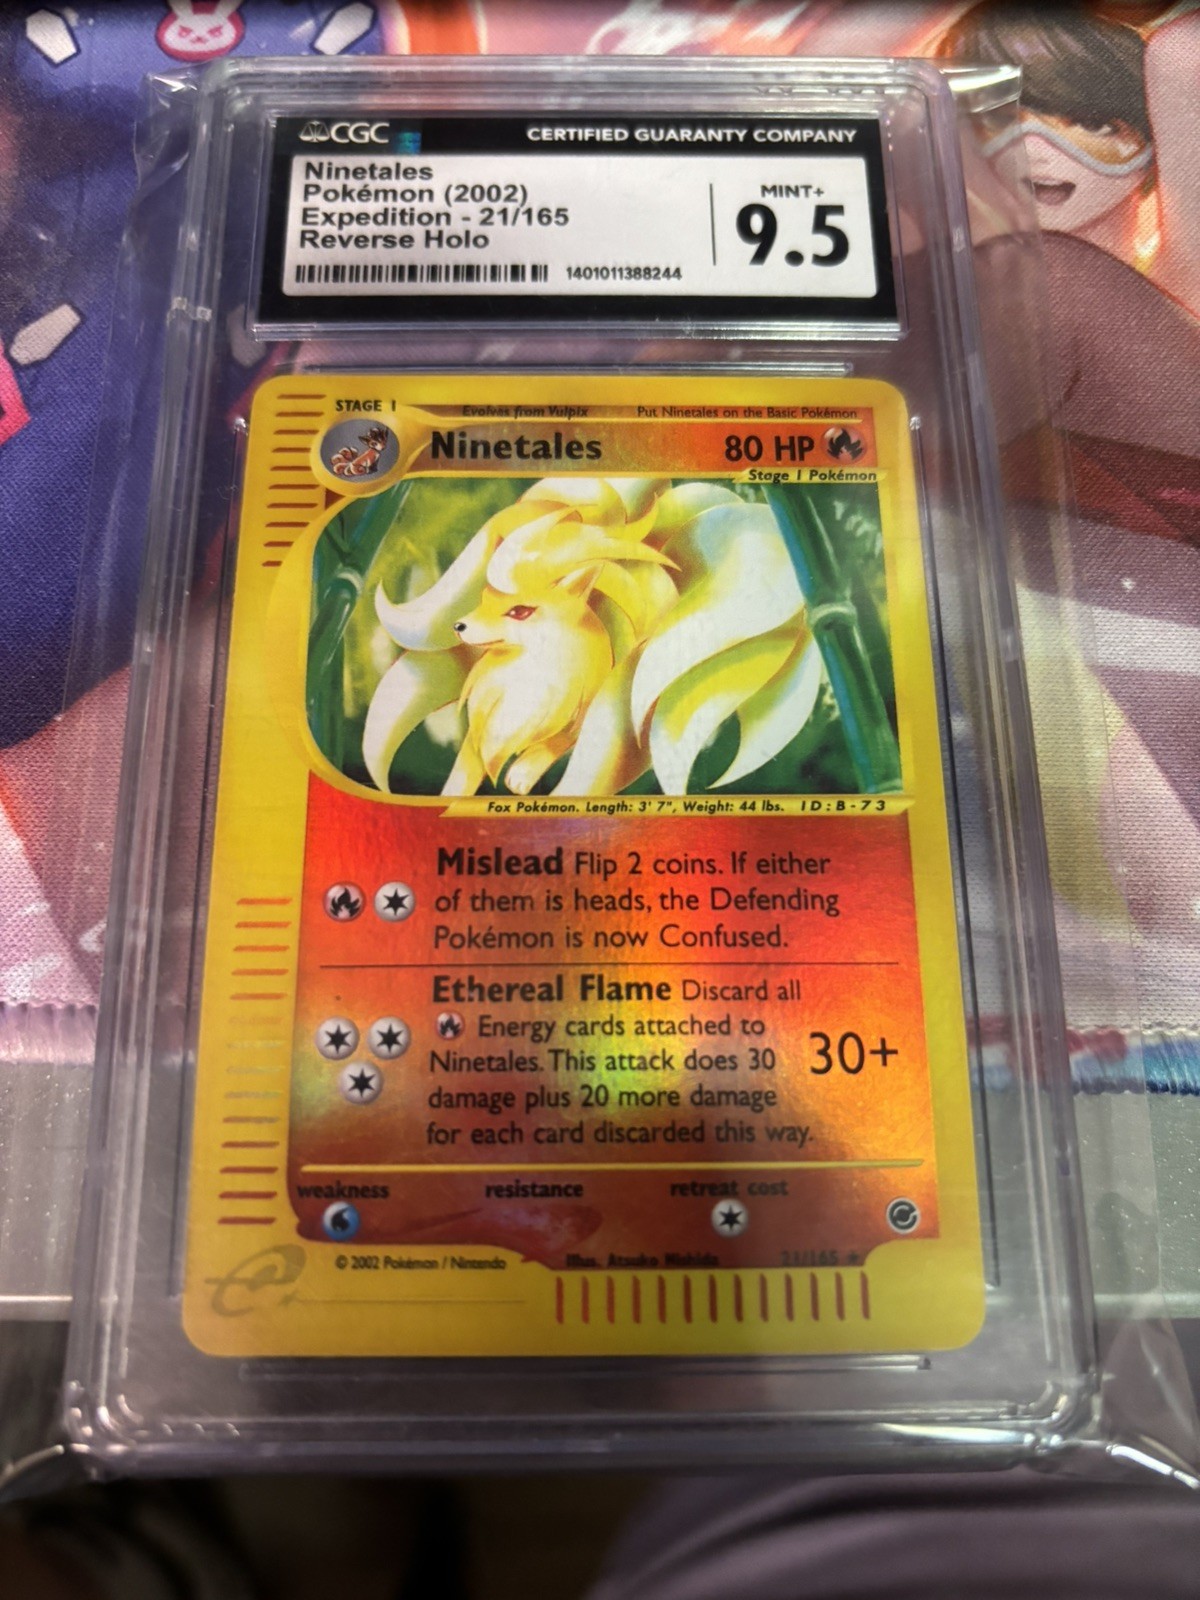 CGC CERTIFIED GUARANTY COMPANY
Ninetales
Pokémon (2002)
Expedition - 21/165
Reverse Holo
MINT+
9.5
1401011388244
STAGE 1 Evolves from Vulpix Put Ninetales on the Basic Pokémon
Ninetales 80 HP
Stage 1 Pokémon
Fox Pokémon. Length: 3' 7", Weight: 44 lbs. ID:B-73
Mislead Flip 2 coins. If either
of them is heads, the Defending
Pokémon is now Confused.
Ethereal Flame Discard all
Energy cards attached to
Ninetales. This attack does 30
damage plus 20 more damage
for each card discarded this way.
30+
weakness resistance retreat cost
© 2002 Pokémon / Nintendo Illus. Atsuko Nishida 21/165 ★
e